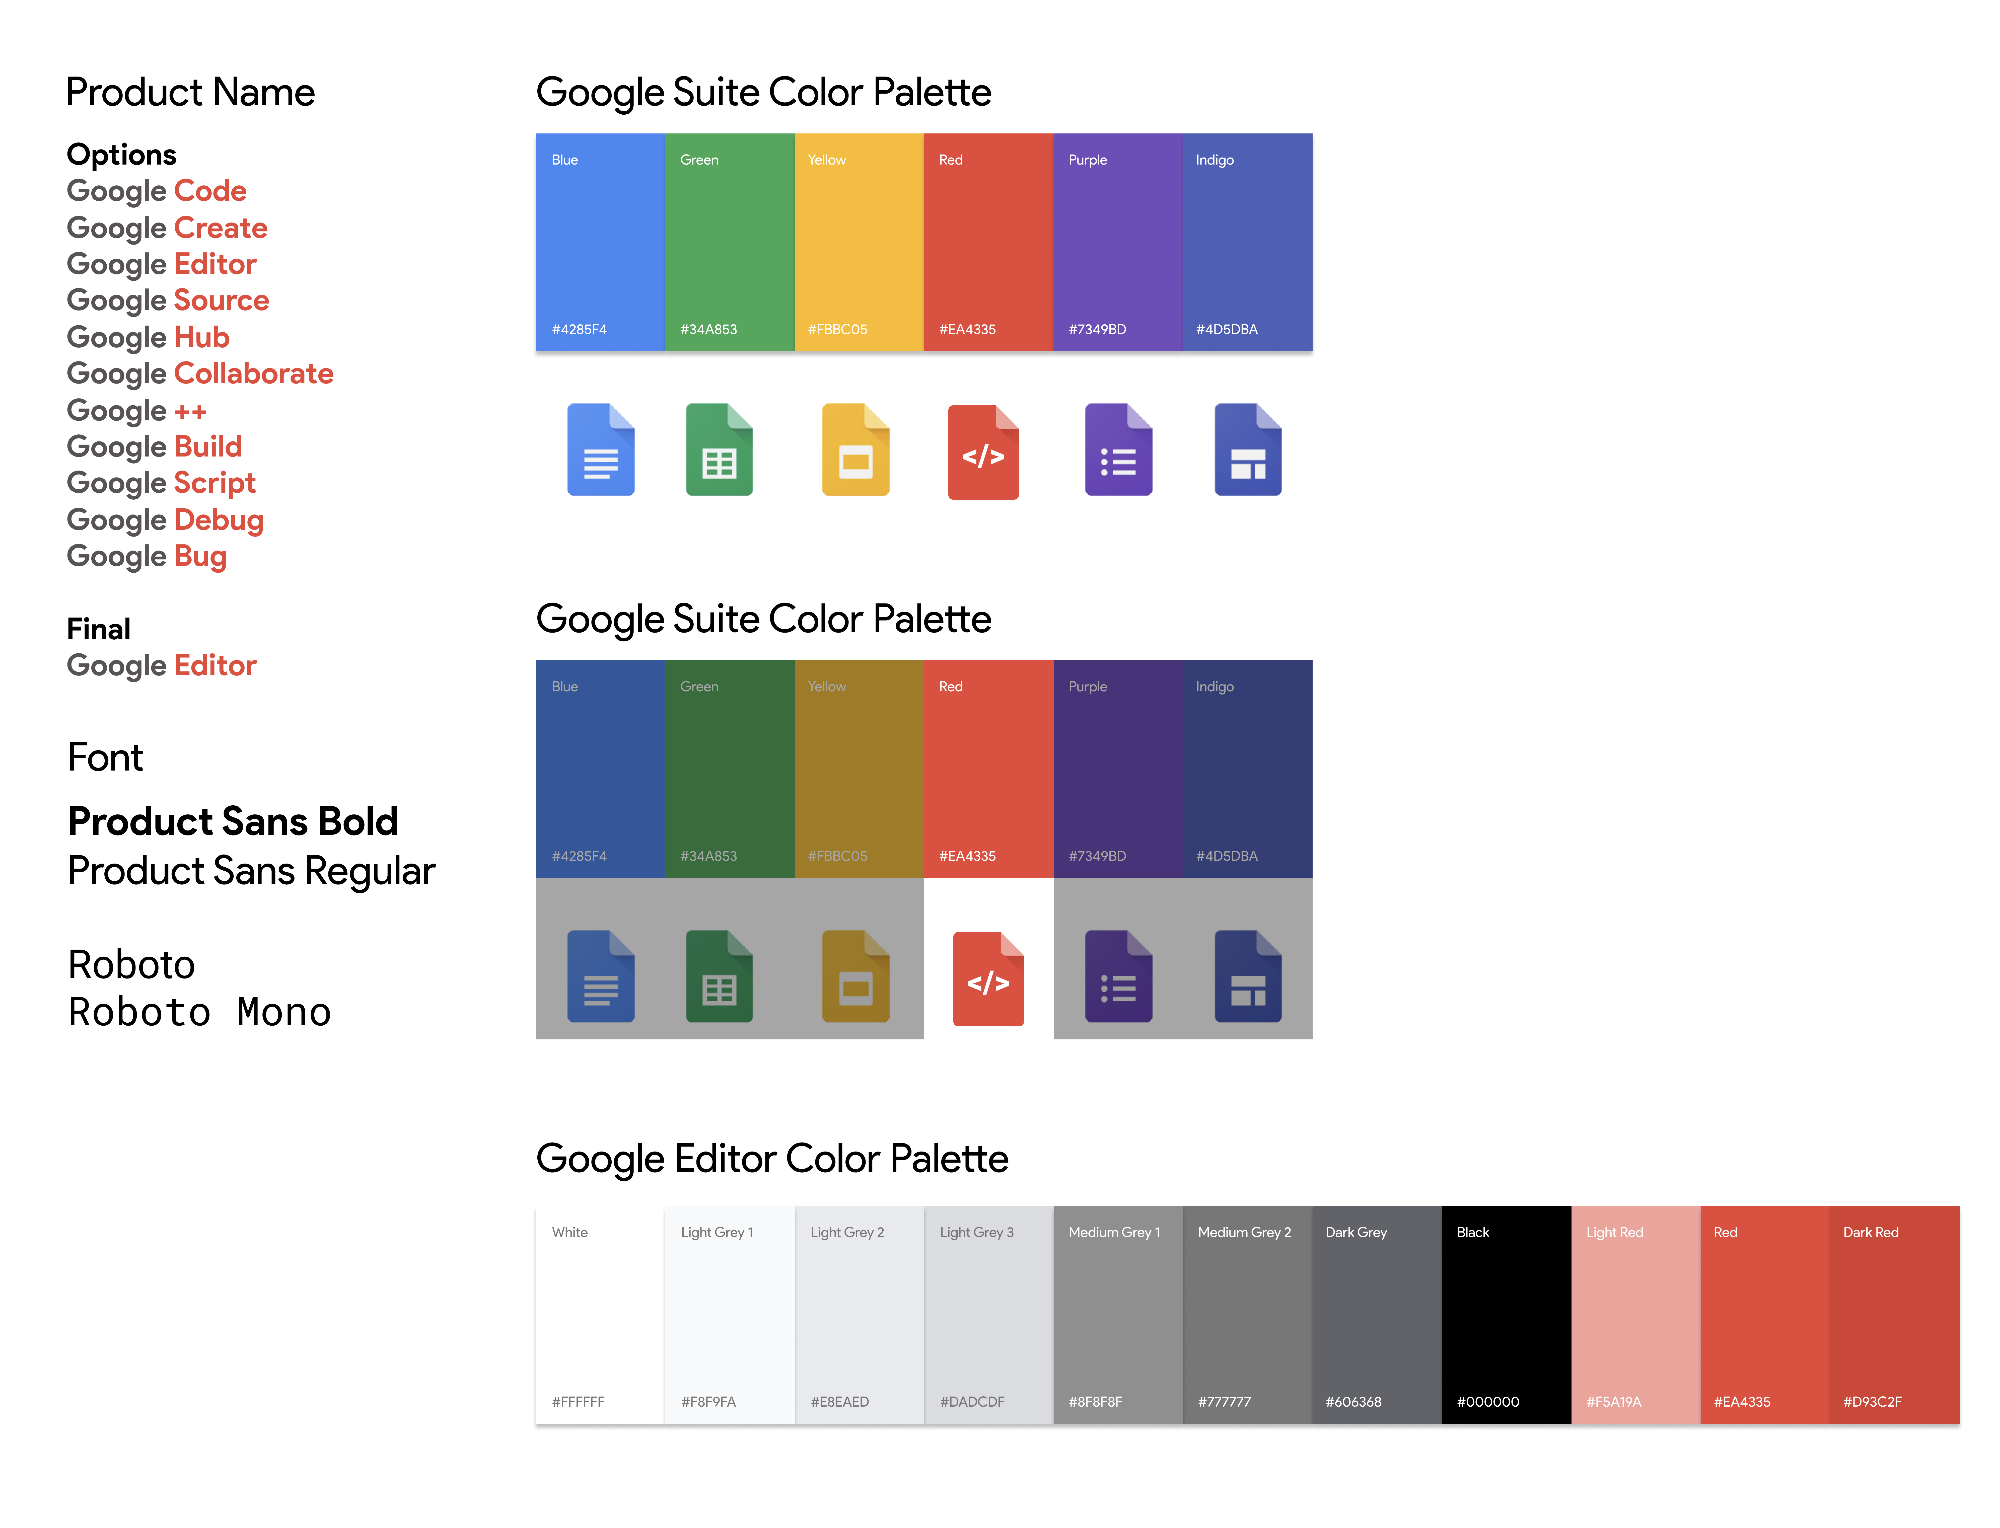 Product Name
Options
Google Code
Google Create
Google Editor
Google Source
Google Hub
Google Collaborate
Google ++
Google Build
Google Script
Google Debug
Google Bug
Final
Google Editor
Font
Product Sans Bold
Product Sans Regular
Roboto
Roboto Mono
Google Suite Color Palette
Blue Green Yellow Red Purple Indigo
#4285F4 #34A853 #FBBC05 #EA4335 #7349BD #4D5DBA
</>
Google Suite Color Palette
Blue Green Yellow Red Purple Indigo
#4285F4 #34A853 #FBBC05 #EA4335 #7349BD #4D5DBA
</>
Google Editor Color Palette
White Light Grey 1 Light Grey 2 Light Grey 3 Medium Grey 1 Medium Grey 2 Dark Grey Black Light Red Red Dark Red
#FFFFFF #F8F9FA #E8EAED #DADCDF #8F8F8F #777777 #606368 #000000 #F5A19A #EA4335 #D93C2F